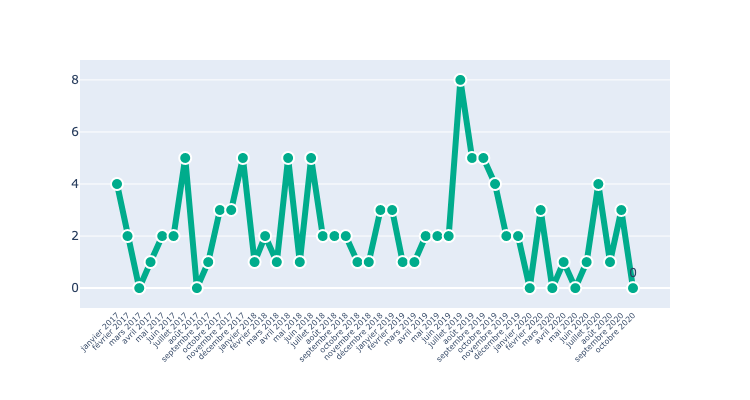 8
6
4
2
0
0
janvier 2017
février 2017
mars 2017
avril 2017
mai 2017
juin 2017
juillet 2017
août 2017
septembre 2017
octobre 2017
novembre 2017
décembre 2017
janvier 2018
février 2018
mars 2018
avril 2018
mai 2018
juin 2018
juillet 2018
août 2018
septembre 2018
octobre 2018
novembre 2018
décembre 2018
janvier 2019
février 2019
mars 2019
avril 2019
mai 2019
juin 2019
juillet 2019
août 2019
septembre 2019
octobre 2019
novembre 2019
décembre 2019
janvier 2020
février 2020
mars 2020
avril 2020
mai 2020
juin 2020
juillet 2020
août 2020
septembre 2020
octobre 2020